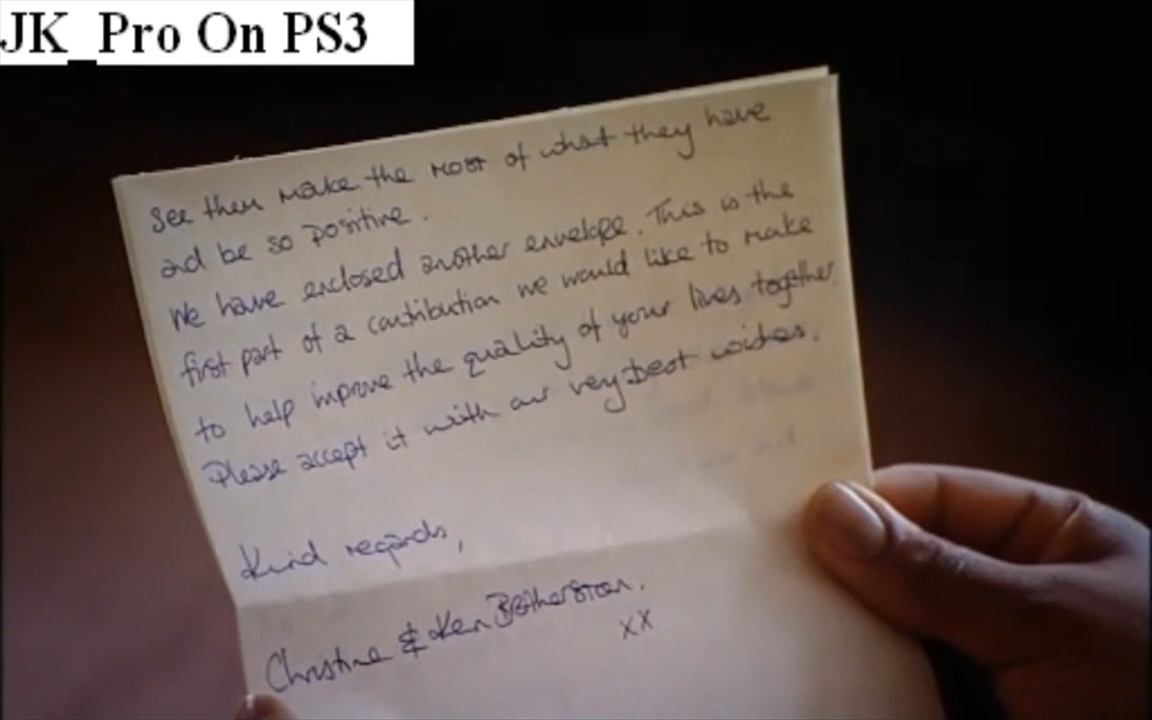 JK_Pro On PS3
See them make the most of what they have
and be so positive.
We have enclosed another envelope. This is the
first part of a contribution we would like to make
to help improve the quality of your lives together.
Please accept it with our very best wishes.
Kind regards,
Christine & Ken Brotherston.
xx